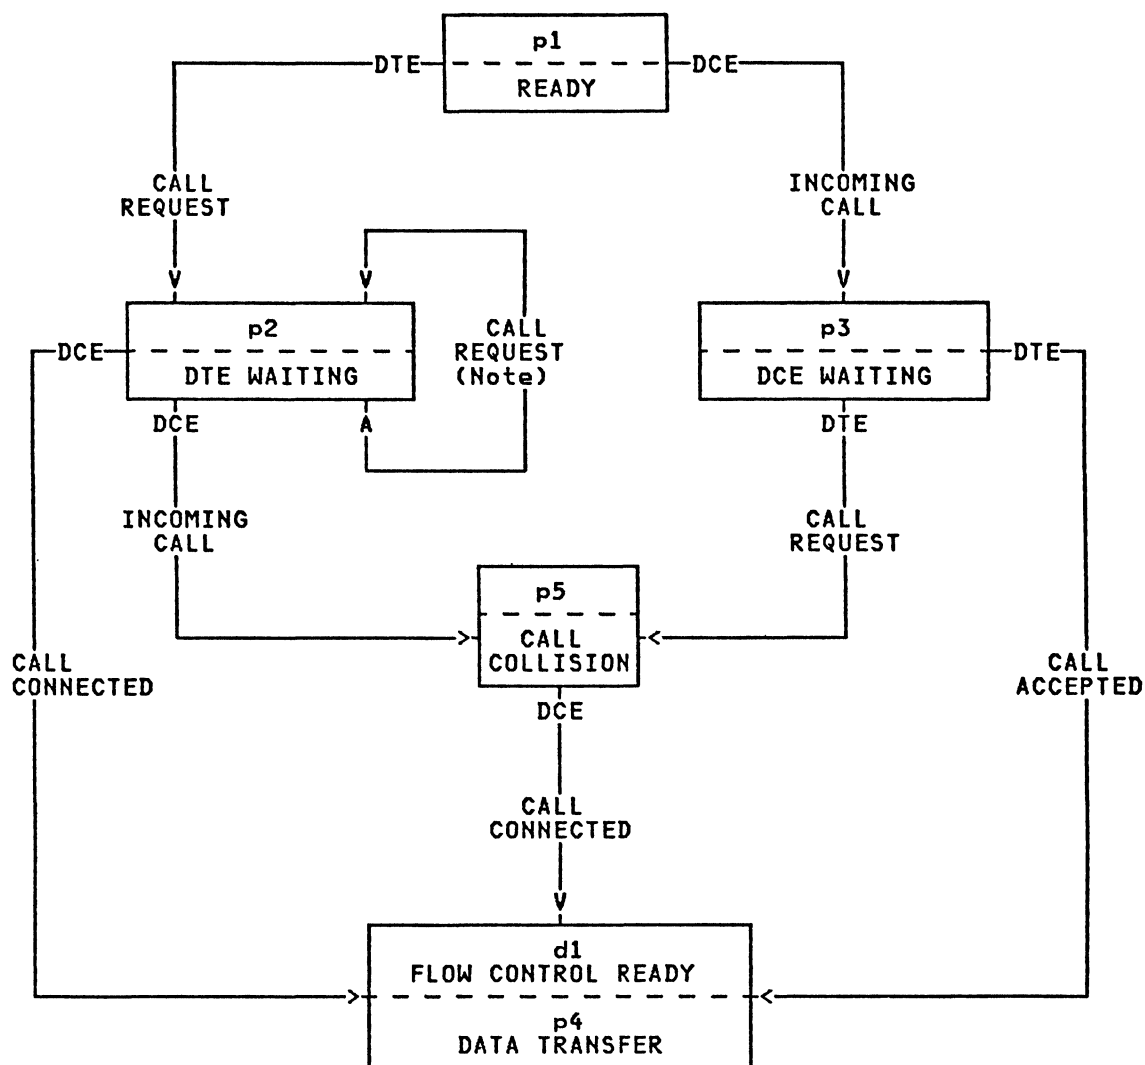 p1
DTE
DCE
READY
CALL
REQUEST
INCOMING
CALL
V
V
V
p2
DCE
DTE WAITING
DCE
A
CALL
REQUEST
(Note)
p3
DTE
DCE WAITING
DTE
INCOMING
CALL
CALL
REQUEST
p5
CALL
COLLISION
DCE
CALL
CONNECTED
CALL
ACCEPTED
CALL
CONNECTED
V
d1
FLOW CONTROL READY
p4
DATA TRANSFER